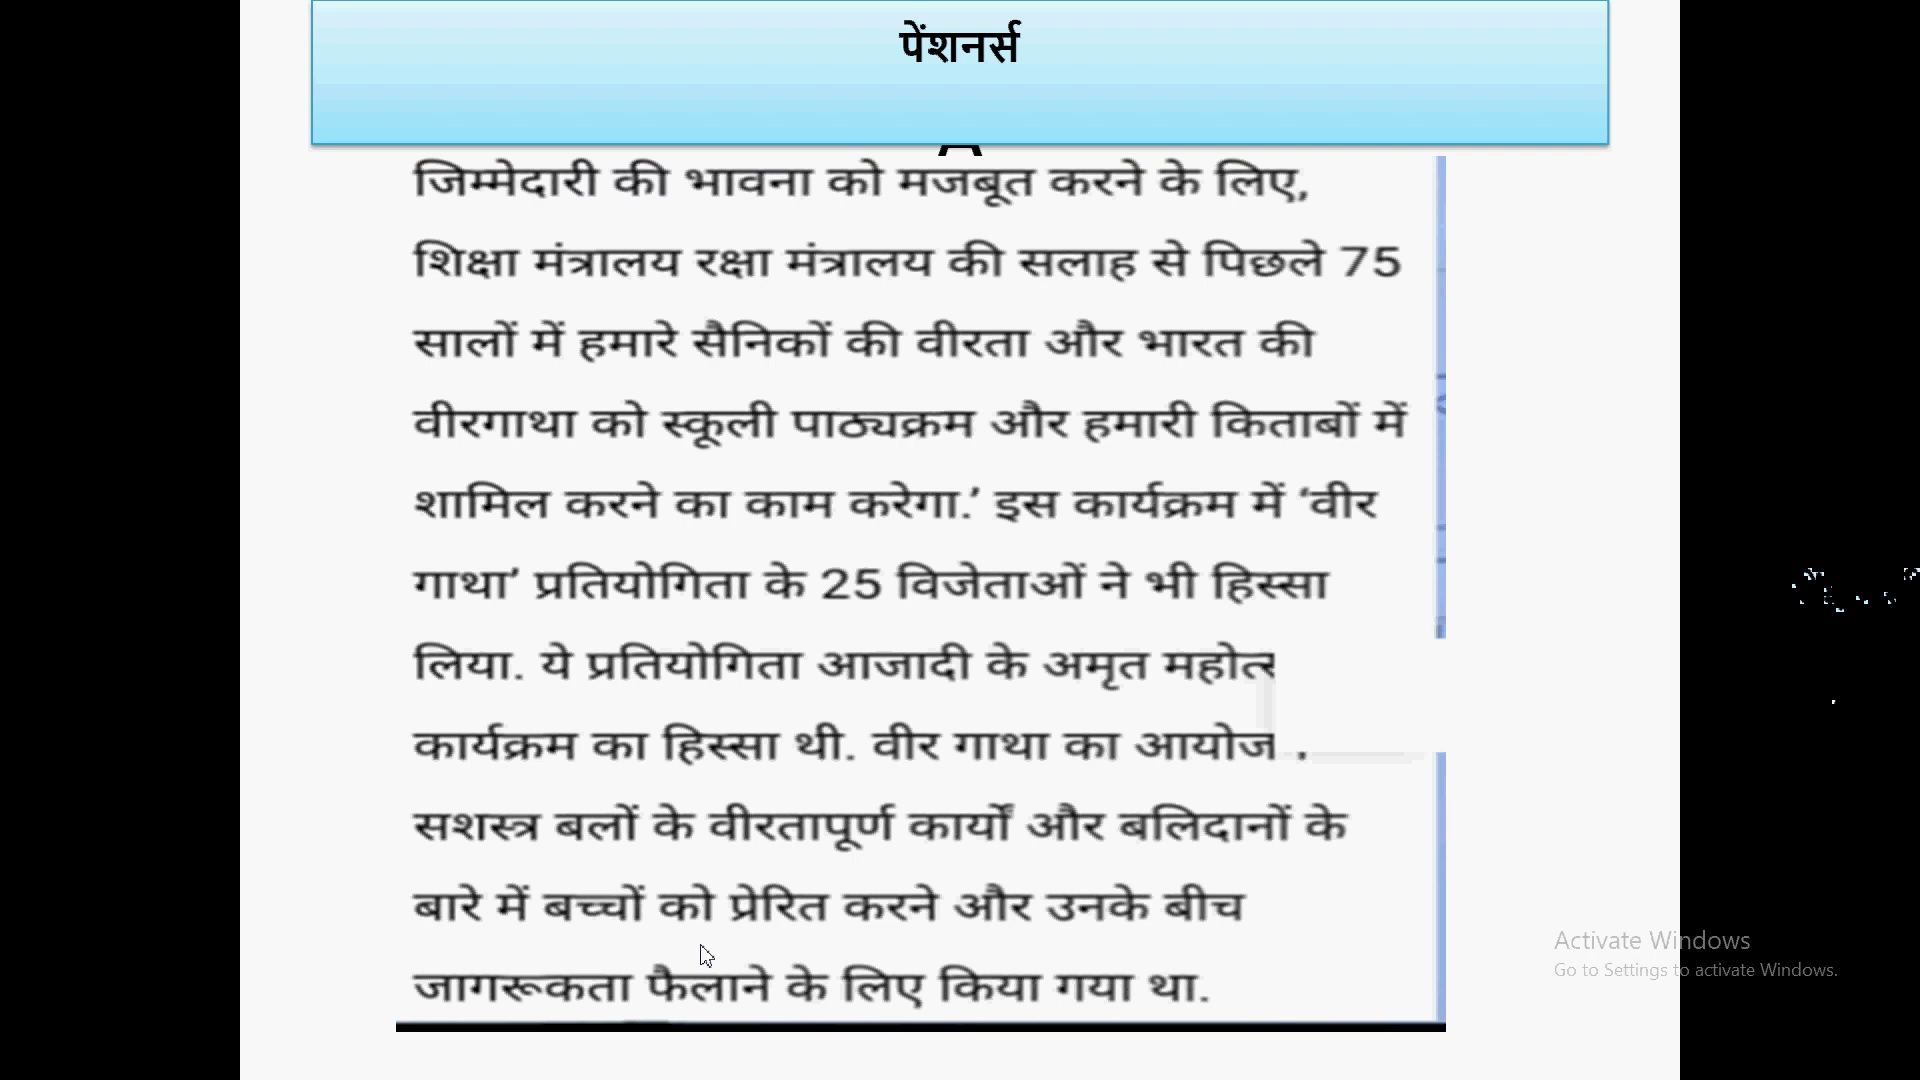 पेंशनर्स
जिम्मेदारी की भावना को मजबूत करने के लिए,
शिक्षा मंत्रालय रक्षा मंत्रालय की सलाह से पिछले 75
सालों में हमारे सैनिकों की वीरता और भारत की
वीरगाथा को स्कूली पाठ्यक्रम और हमारी किताबों में
शामिल करने का काम करेगा.’ इस कार्यक्रम में ‘वीर
गाथा’ प्रतियोगिता के 25 विजेताओं ने भी हिस्सा
लिया. ये प्रतियोगिता आजादी के अमृत
कार्यक्रम का हिस्सा थी. वीर गाथा का
सशस्त्र बलों के वीरतापूर्ण कार्यों और बलिदानों के
बारे में बच्चों को प्रेरित करने और उनके बीच
जागरूकता फैलाने के लिए किया गया था.
Activate Windows
Go to Settings to activate Windows.